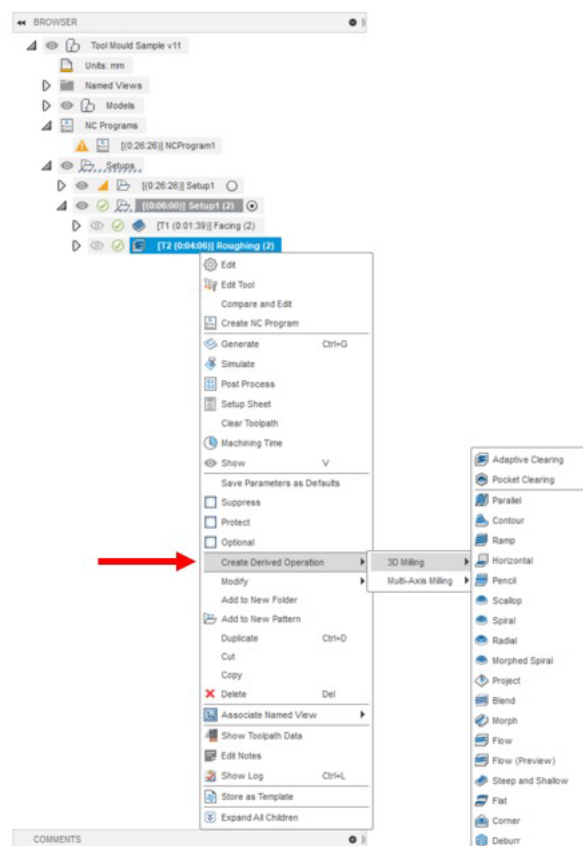 BROWSER
Tool Mould Sample v11
Units: mm
Named Views
Models
NC Programs
[(0:26:26)] NCProgram1
Setups
[(0:26:26)] Setup1
[(0:06:00)] Setup1 (2)
[T1 (0:01:39)] Facing (2)
[T2 (0:04:06)] Roughing (2)
Edit
Edit Tool
Compare and Edit
Create NC Program
Generate Ctrl+G
Simulate
Post Process
Setup Sheet
Clear Toolpath
Machining Time
Show V
Save Parameters as Defaults
Suppress
Protect
Optional
Create Derived Operation
Modify
Add to New Folder
Add to New Pattern
Duplicate Ctrl+D
Cut
Copy
Delete Del
Associate Named View
Show Toolpath Data
Edit Notes
Show Log Ctrl+L
Store as Template
Expand All Children
3D Milling
Multi-Axis Milling
Adaptive Clearing
Pocket Clearing
Parallel
Contour
Ramp
Horizontal
Pencil
Scallop
Spiral
Radial
Morphed Spiral
Project
Blend
Morph
Flow
Flow (Preview)
Steep and Shallow
Flat
Corner
Deburr
COMMENTS